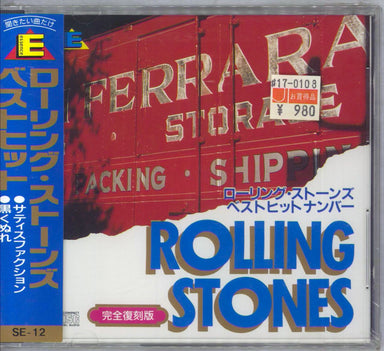 聞きたい曲だけ
E
ESSENCE
ローリング・ストーンズ
ベストヒット
●サティスファクション
●黒くぬれ
SE-12
E
FERRARA
STORAGE
PACKING・SHIPPIN
017-0108
お買得品
¥ 980
ローリング・ストーンズ
ベストヒットナンバー
ROLLING
STONES
完全復刻版